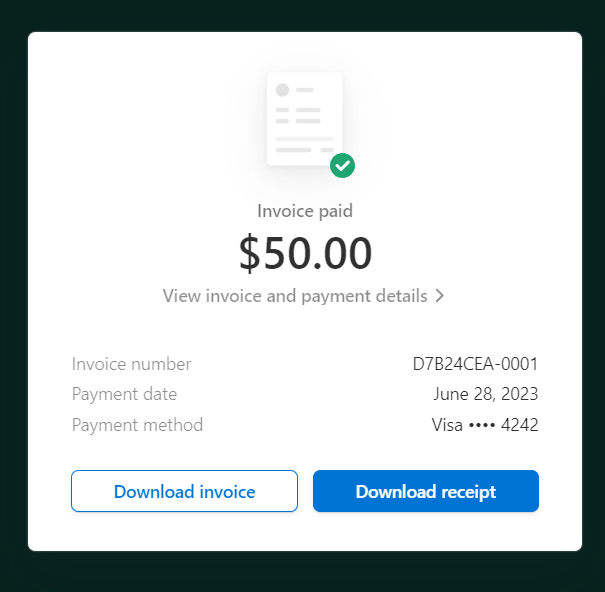 Invoice paid
$50.00
View invoice and payment details
Invoice number D7B24CEA-0001
Payment date June 28, 2023
Payment method Visa •••• 4242
Download invoice Download receipt